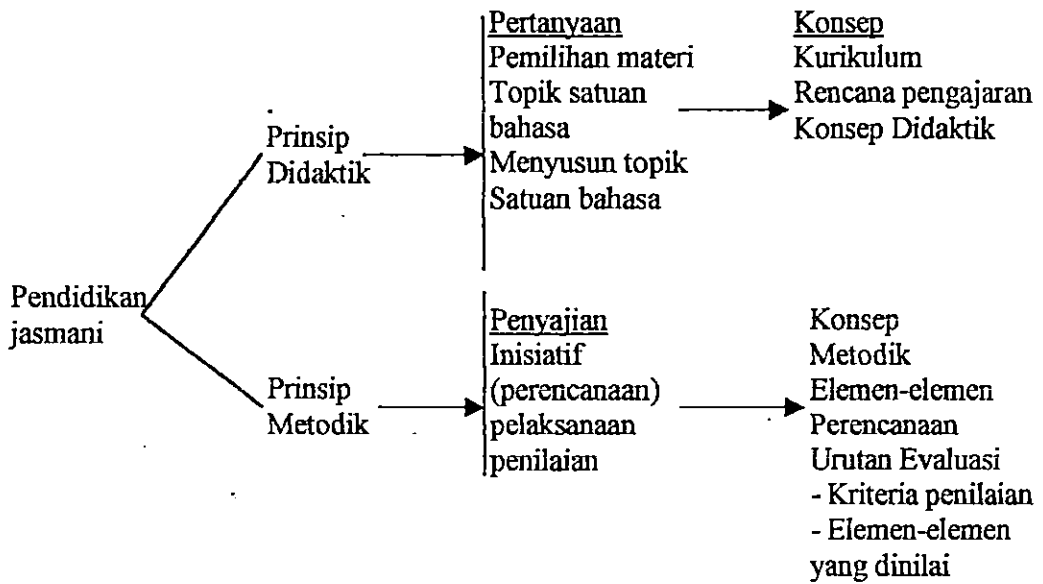 Pendidikan
jasmani
Prinsip
Didaktik
Pertanyaan
Pemilihan materi
Topik satuan
bahasa
Menyusun topik
Satuan bahasa
Konsep
Kurikulum
Rencana pengajaran
Konsep Didaktik
Prinsip
Metodik
Penyajian
Inisiatif
(perencanaan)
pelaksanaan
penilaian
Konsep
Metodik
Elemen-elemen
Perencanaan
Urutan Evaluasi
- Kriteria penilaian
- Elemen-elemen
yang dinilai